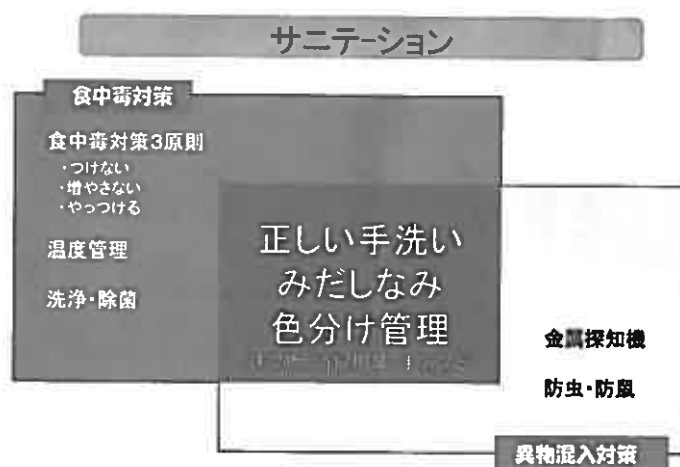 サニテーション
食中毒対策
食中毒対策3原則
・つけない
・増やさない
・やっつける
温度管理
洗浄・除菌
正しい手洗い
みだしなみ
色分け管理
探知機
防虫・防鼠
異物混入対策